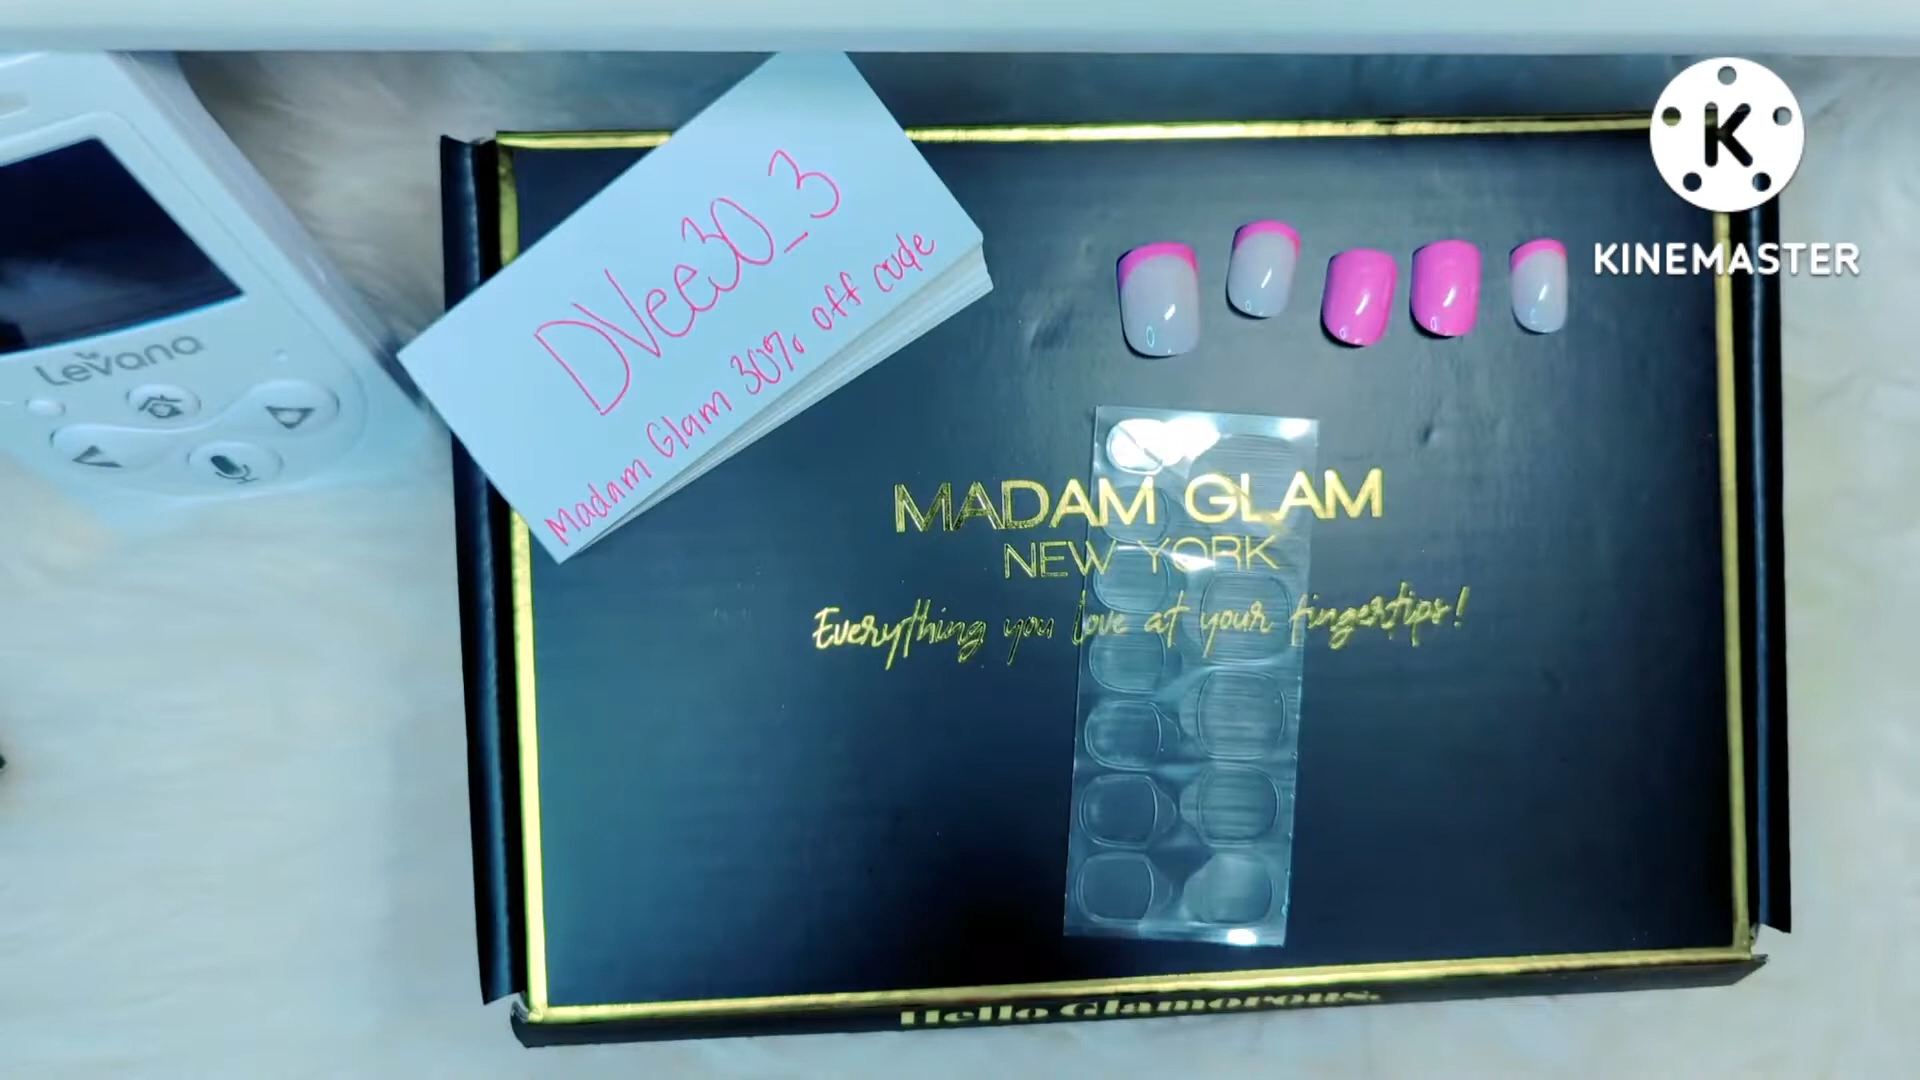 K
KINEMASTER
DVee30_3
Madam Glam 30% off code
Levana
MADAM GLAM
NEW YORK
Everything you love at your fingertips!
Hello Glamorous.